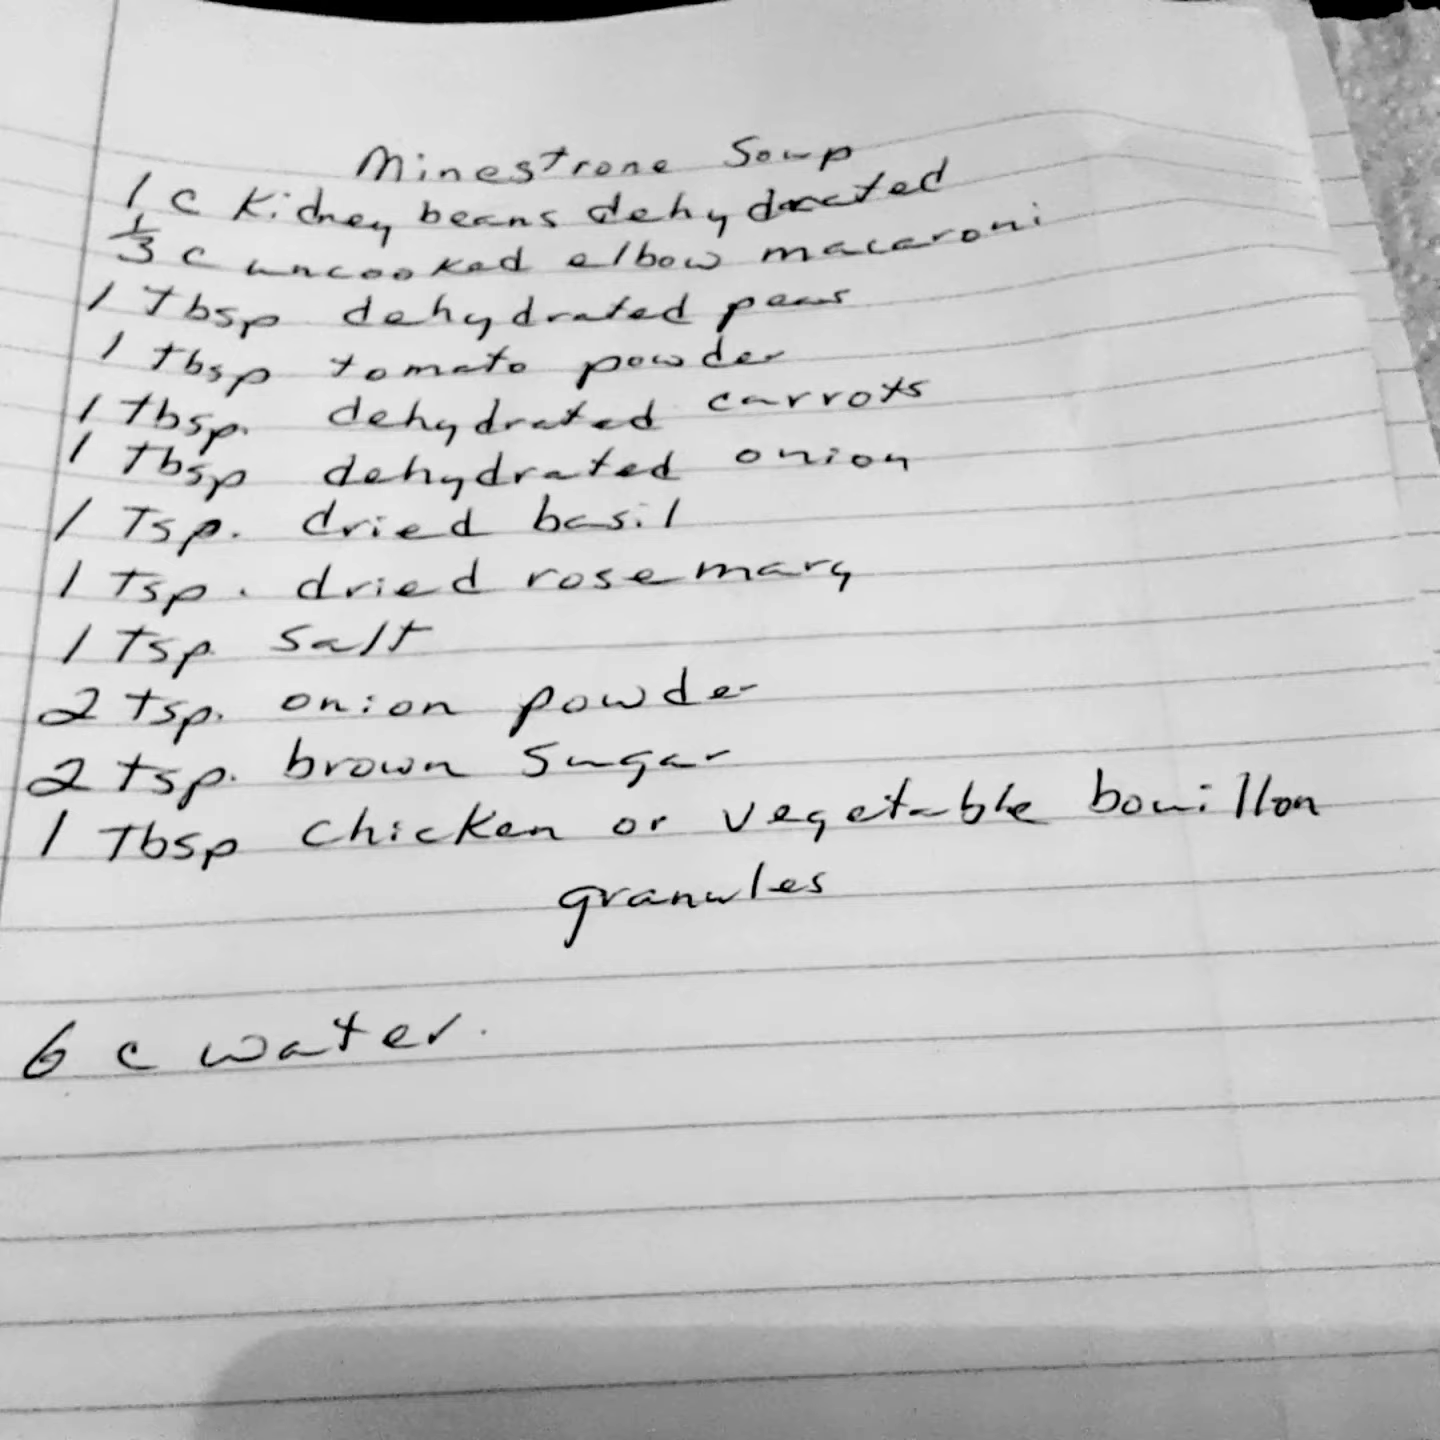 Minestrone Soup
1 c Kidney beans dehydrated
1/3 c uncooked elbow macaroni
1 Tbsp dehydrated peas
1 Tbsp tomato powder
1 Tbsp. dehydrated carrots
1 Tbsp dehydrated onion
1 Tsp. dried basil
1 Tsp. dried rosemary
1 Tsp Salt
2 Tsp. onion powder
2 Tsp. brown Sugar
1 Tbsp Chicken or Vegetable bouillon
granules
6 c water.